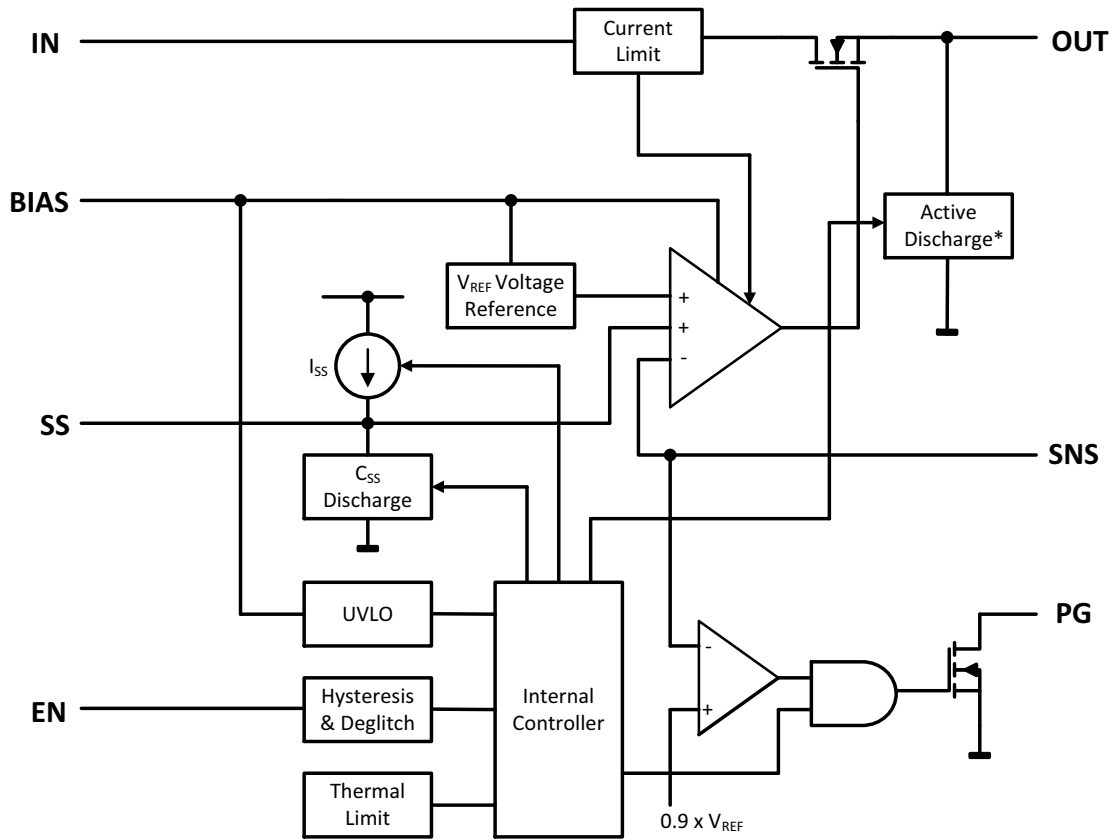 IN
Current
Limit
OUT
BIAS
Active
Discharge*
VREF Voltage
Reference
+
+
-
ISS
SS
CSS
Discharge
SNS
UVLO
PG
-
Hysteresis
& Deglitch
EN
Internal
Controller
+
Thermal
Limit
0.9 x VREF